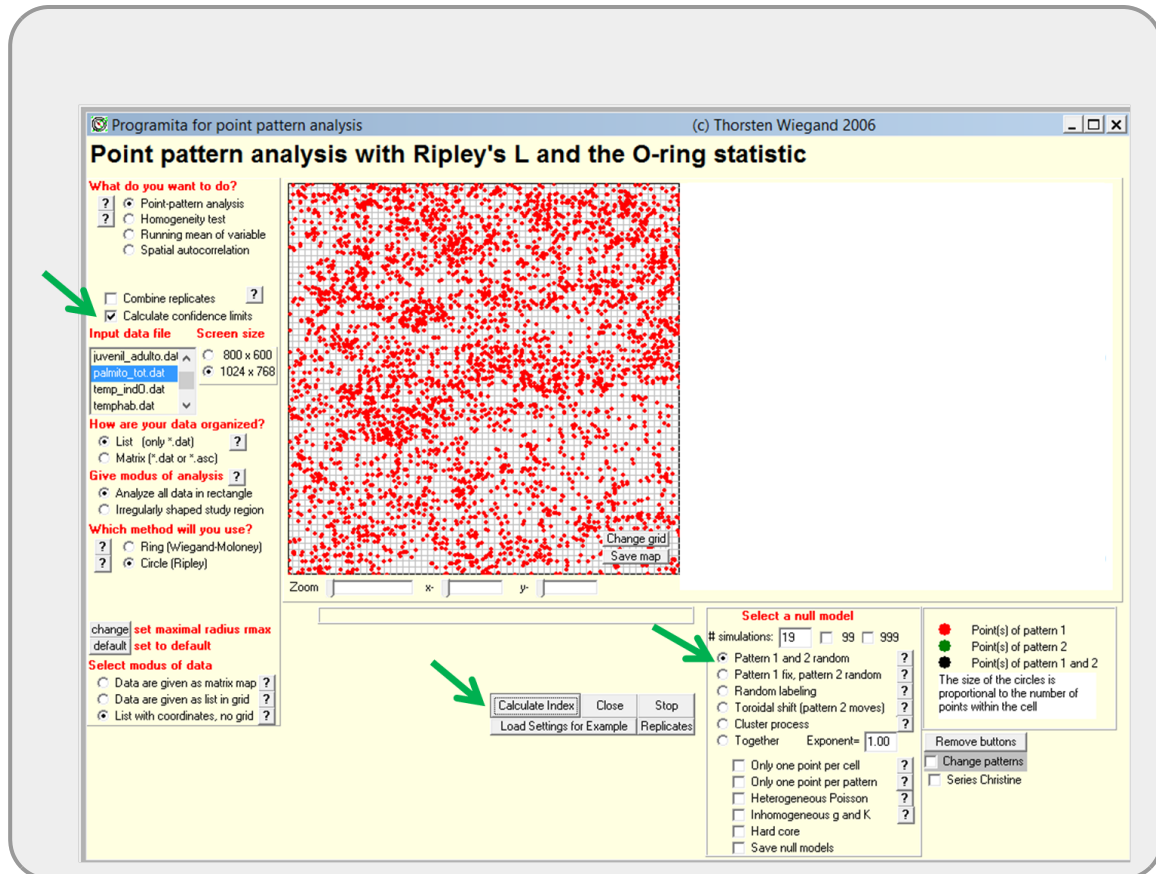 Programita for point pattern analysis (c) Thorsten Wiegand 2006
Point pattern analysis with Ripley's L and the O-ring statistic
What do you want to do?
? Point-pattern analysis
? Homogeneity test
Running mean of variable
Spatial autocorrelation
Combine replicates ?
Calculate confidence limits
Input data file Screen size
juvenil_adulto.dat
palmito_tot.dat
temp_ind0.dat
temphab.dat
800 x 600
1024 x 768
How are your data organized?
List (only *.dat) ?
Matrix (*.dat or *.asc)
Give modus of analysis ?
Analyze all data in rectangle
Irregularly shaped study region
Which method will you use?
? Ring (Wiegand-Moloney)
? Circle (Ripley)
change set maximal radius rmax
default set to default
Select modus of data
Data are given as matrix map ?
Data are given as list in grid ?
List with coordinates, no grid ?
Change grid
Save map
Zoom x- y-
Calculate Index Close Stop
Load Settings for Example Replicates
Select a null model
# simulations: 19 99 999
Pattern 1 and 2 random ?
Pattern 1 fix, pattern 2 random ?
Random labeling ?
Toroidal shift (pattern 2 moves) ?
Cluster process ?
Together Exponent= 1.00
Only one point per cell ?
Only one point per pattern ?
Heterogeneous Poisson ?
Inhomogeneous g and K ?
Hard core
Save null models
Point(s) of pattern 1
Point(s) of pattern 2
Point(s) of pattern 1 and 2
The size of the circles is
proportional to the number of
points within the cell
Remove buttons
Change patterns
Series Christine